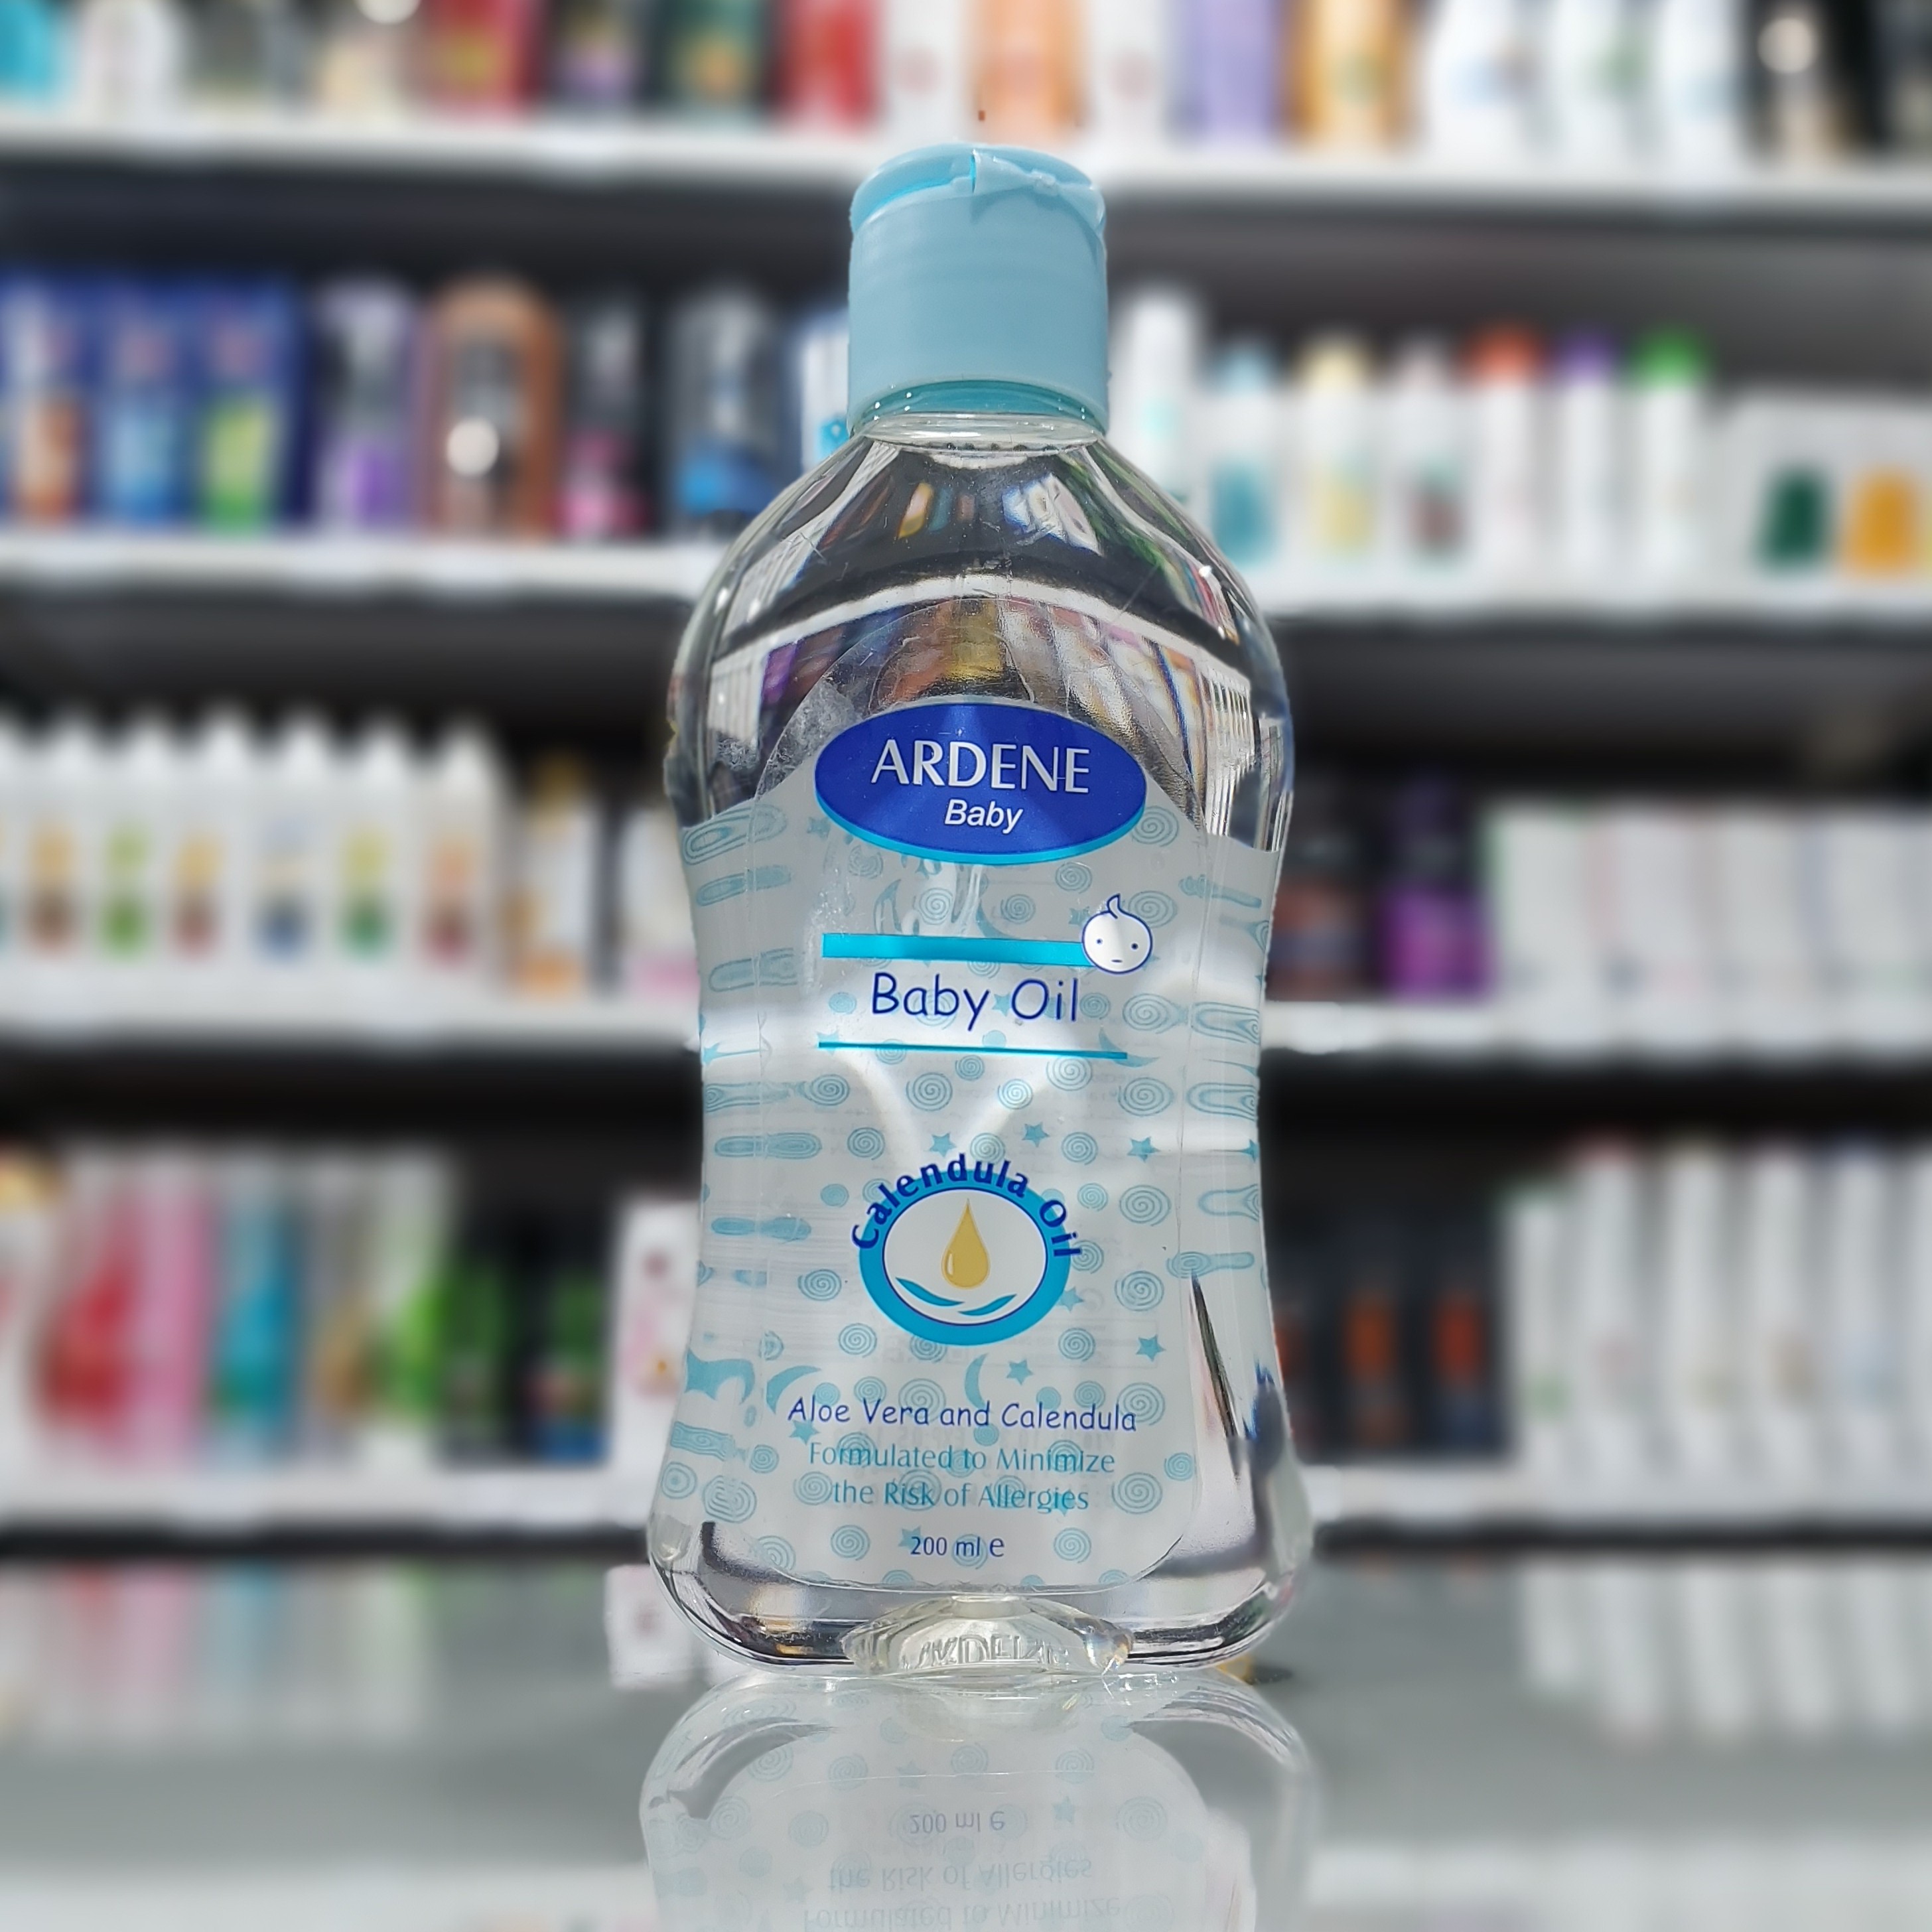 ARDENE
Baby
Baby Oil
Calendula Oil
Aloe Vera and Calendula
Formulated to Minimize
the Risk of Allergies
200 ml e